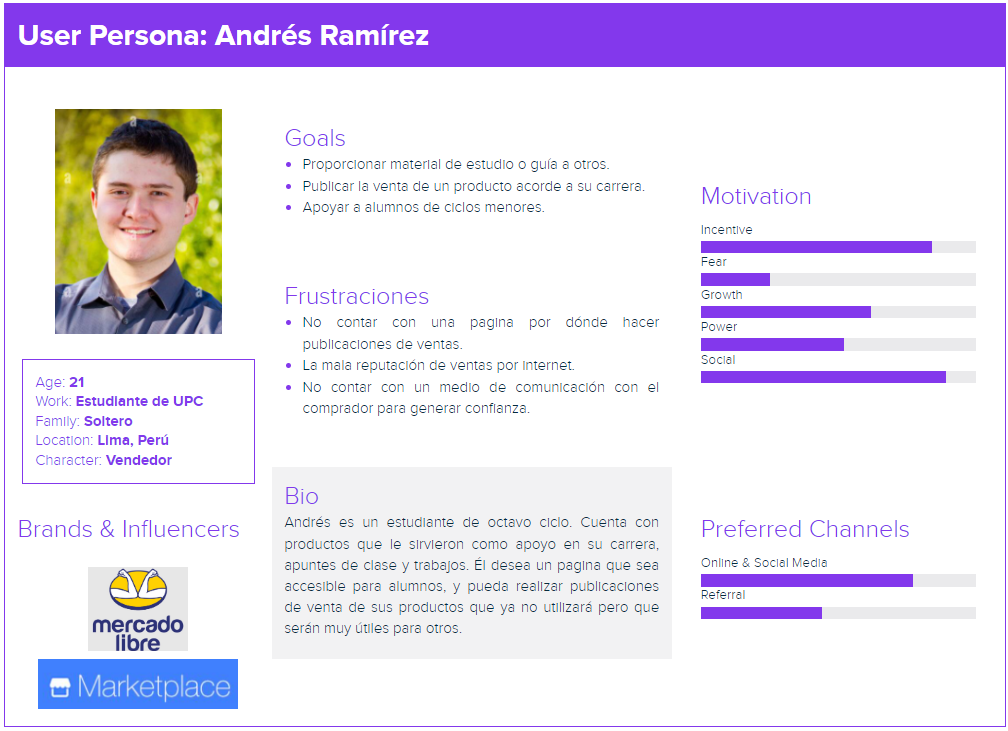 User Persona: Andrés Ramírez
a
a
a
a
a
Age: 21
Work: Estudiante de UPC
Family: Soltero
Location: Lima, Perú
Character: Vendedor
Brands & Influencers
mercado
libre
Marketplace
Goals
Proporcionar material de estudio o guía a otros.
Publicar la venta de un producto acorde a su carrera.
Apoyar a alumnos de ciclos menores.
Frustraciones
No contar con una pagina por dónde hacer
publicaciones de ventas.
La mala reputación de ventas por internet.
No contar con un medio de comunicación con el
comprador para generar confianza.
Bio
Andrés es un estudiante de octavo ciclo. Cuenta con
productos que le sirvieron como apoyo en su carrera,
apuntes de clase y trabajos. Él desea un pagina que sea
accesible para alumnos, y pueda realizar publicaciones
de venta de sus productos que ya no utilizará pero que
serán muy útiles para otros.
Motivation
Incentive
Fear
Growth
Power
Social
Preferred Channels
Online & Social Media
Referral